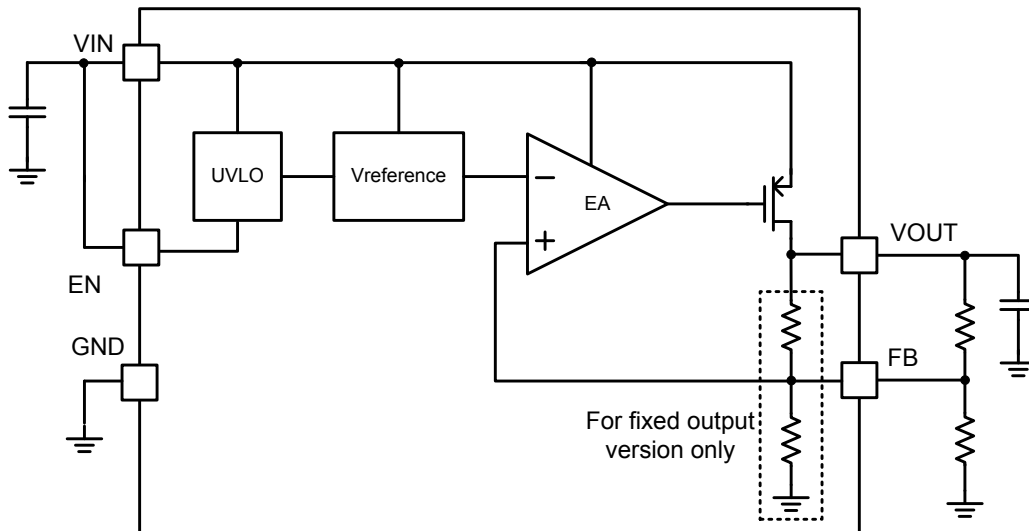 VIN
UVLO
Vreference
−
EA
+
VOUT
EN
GND
FB
For fixed output
version only